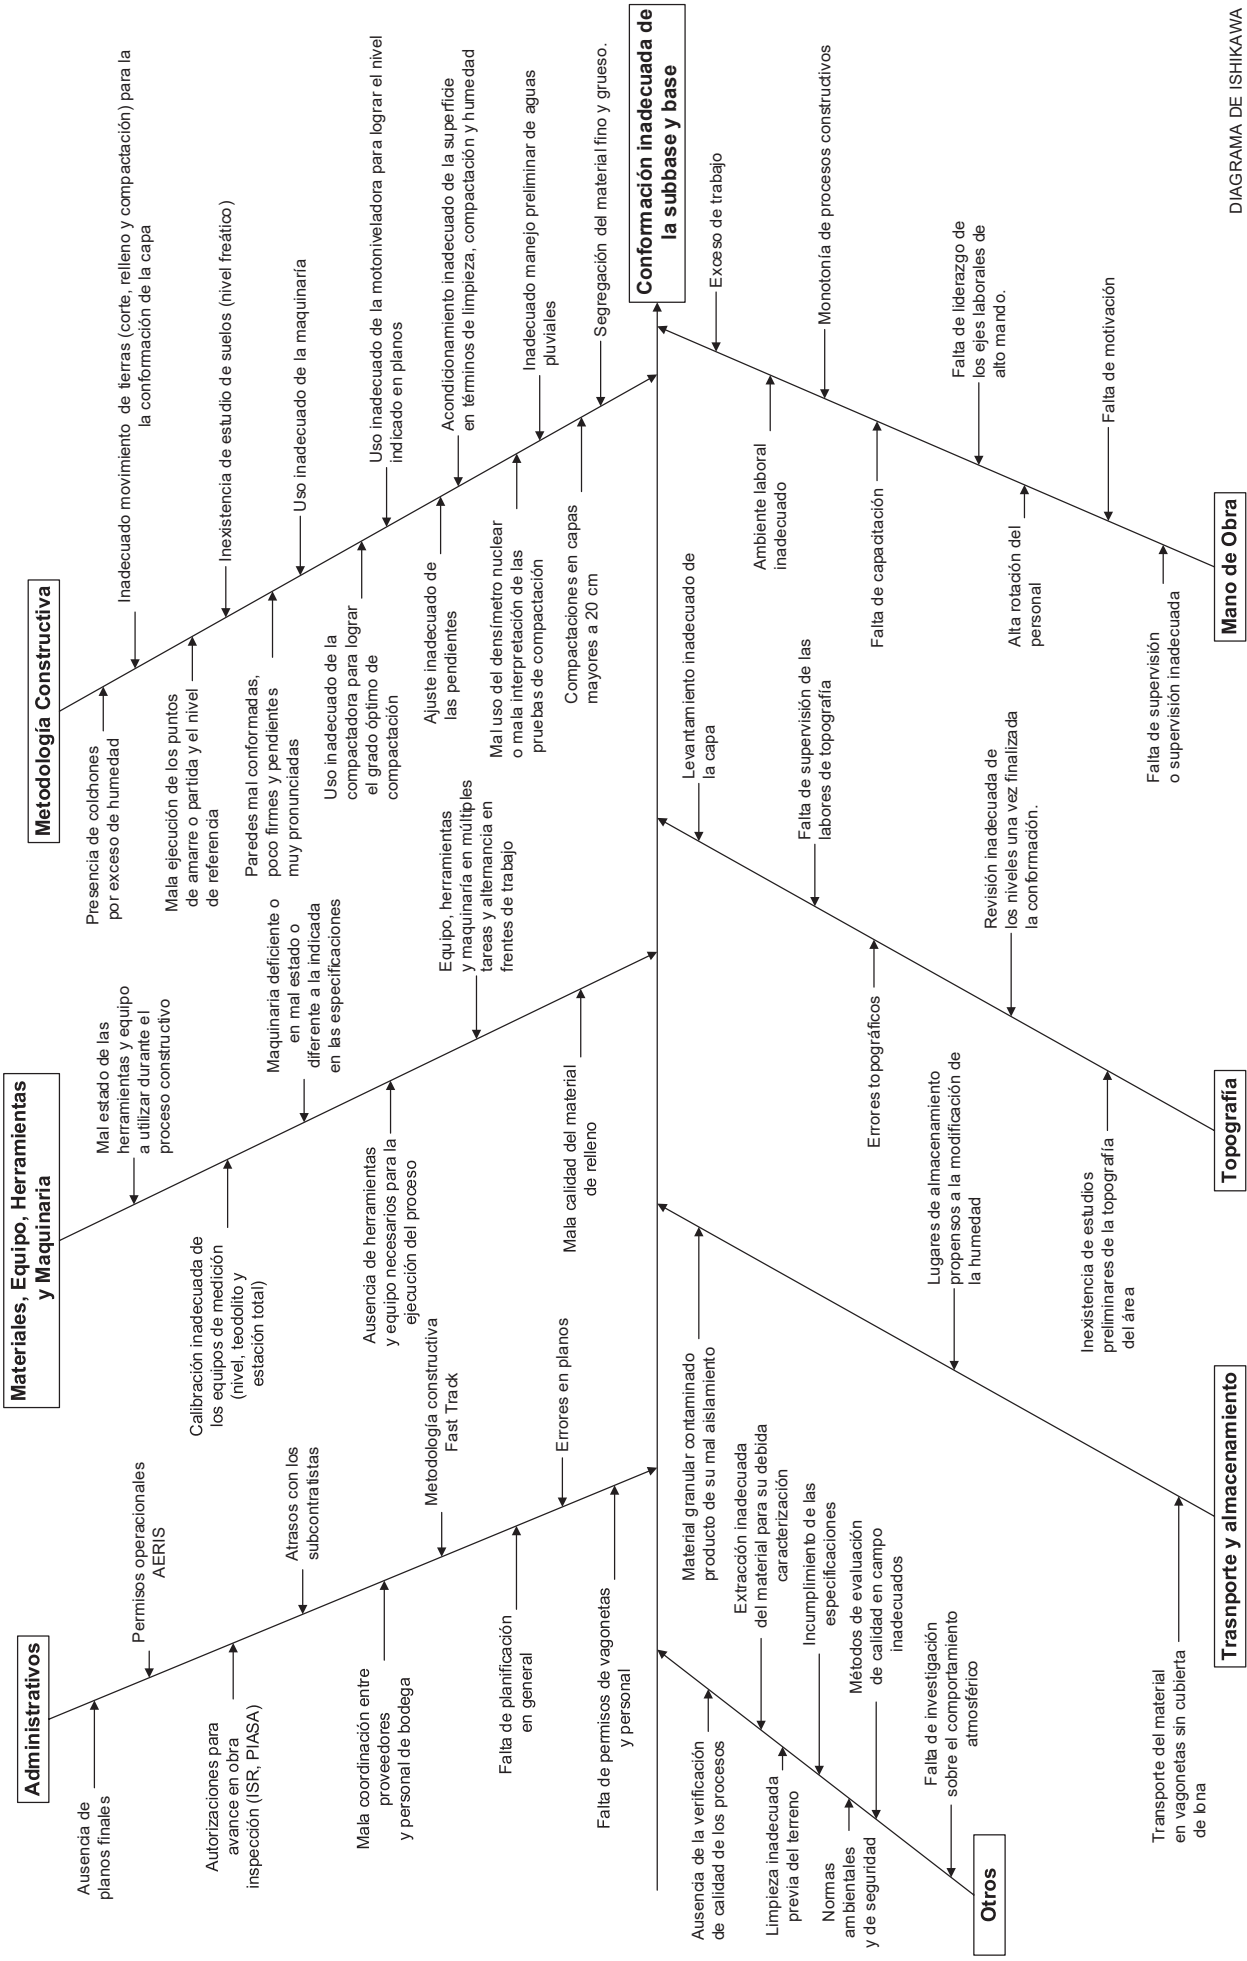 Administrativos
Ausencia de
planos finales
Permisos operacionales
AERIS
Autorizaciones para
avance en obra
inspección (ISR, PIASA)
Atrasos con los
subcontratistas
Mala coordinación entre
proveedores
y personal de bodega
Metodología constructiva
Fast Track
Falta de planificación
en general
Errores en planos
Falta de permisos de vagonetas
y personal
Materiales, Equipo, Herramientas
y Maquinaria
Mal estado de las
herramientas y equipo
a utilizar durante el
proceso constructivo
Calibración inadecuada de
los equipos de medición
(nivel, teodolito y
estación total)
Maquinaria deficiente o
en mal estado o
diferente a la indicada
en las especificaciones
Ausencia de herramientas
y equipo necesarios para la
ejecución del proceso
Equipo, herramientas
y maquinaría en múltiples
tareas y alternancia en
frentes de trabajo
Mala calidad del material
de relleno
Metodología Constructiva
Presencia de colchones
por exceso de humedad
Inadecuado movimiento de tierras (corte, relleno y compactación) para la
la conformación de la capa
Mala ejecución de los puntos
de amarre o partida y el nivel
de referencia
Inexistencia de estudio de suelos (nivel freático)
Paredes mal conformadas,
poco firmes y pendientes
muy pronunciadas
Uso inadecuado de la maquinaría
Uso inadecuado de la
compactadora para lograr
el grado óptimo de
compactación
Uso inadecuado de la motoniveladora para lograr el nivel
indicado en planos
Ajuste inadecuado de
las pendientes
Acondicionamiento inadecuado de la superficie
en términos de limpieza, compactación y humedad
Mal uso del densímetro nuclear
o mala interpretación de las
pruebas de compactación
Inadecuado manejo preliminar de aguas
pluviales
Compactaciones en capas
mayores a 20 cm
Segregación del material fino y grueso.
Conformación inadecuada de
la subbase y base
Otros
Ausencia de la verificación
de calidad de los procesos
Extracción inadecuada
del material para su debida
caracterización
Limpieza inadecuada
previa del terreno
Incumplimiento de las
especificaciones
Normas
ambientales
y de seguridad
Métodos de evaluación
de calidad en campo
inadecuados
Falta de investigación
sobre el comportamiento
atmosférico
Trasnporte y almacenamiento
Material granular contaminado
producto de su mal aislamiento
Lugares de almacenamiento
propensos a la modificación de
la humedad
Transporte del material
en vagonetas sin cubierta
de lona
Topografía
Levantamiento inadecuado de
la capa
Falta de supervisión de las
labores de topografía
Errores topográficos
Revisión inadecuada de
los niveles una vez finalizada
la conformación.
Inexistencia de estudios
preliminares de la topografía
del área
Mano de Obra
Exceso de trabajo
Ambiente laboral
inadecuado
Monotonía de procesos constructivos
Falta de capacitación
Falta de liderazgo de
los ejes laborales de
alto mando.
Alta rotación del
personal
Falta de motivación
Falta de supervisión
o supervisión inadecuada
DIAGRAMA DE ISHIKAWA